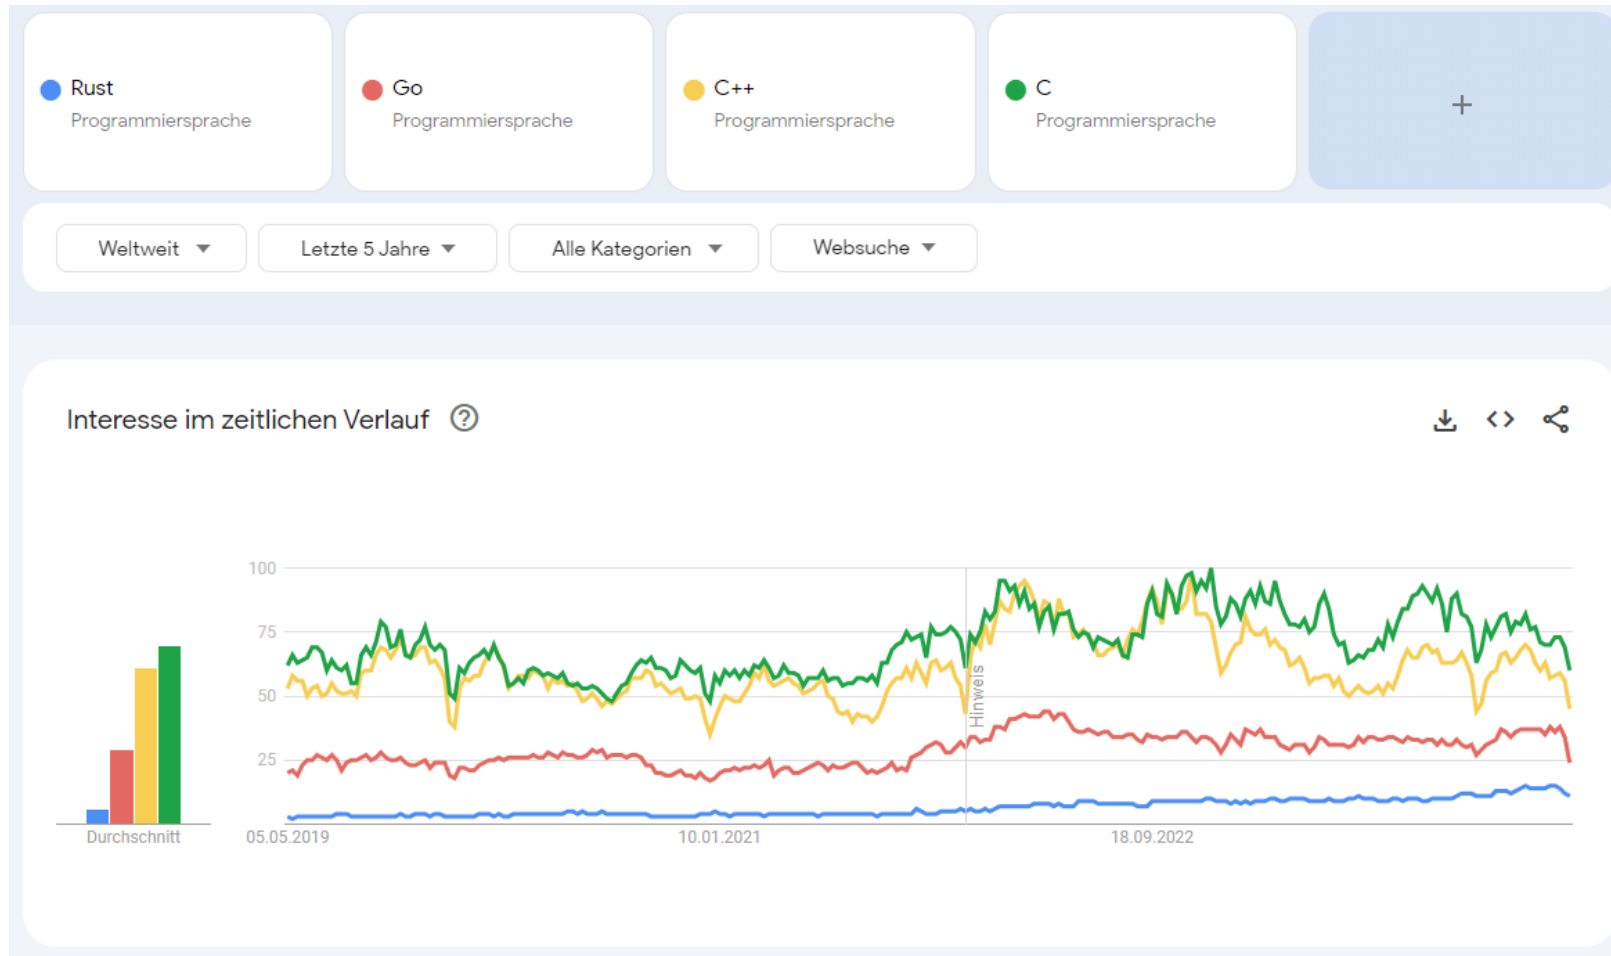 Rust
Programmiersprache
Go
Programmiersprache
C++
Programmiersprache
C
Programmiersprache
+
Weltweit
Letzte 5 Jahre
Alle Kategorien
Websuche
Interesse im zeitlichen Verlauf ?
100
75
50
25
Hinweis
Durchschnitt
05.05.2019
10.01.2021
18.09.2022